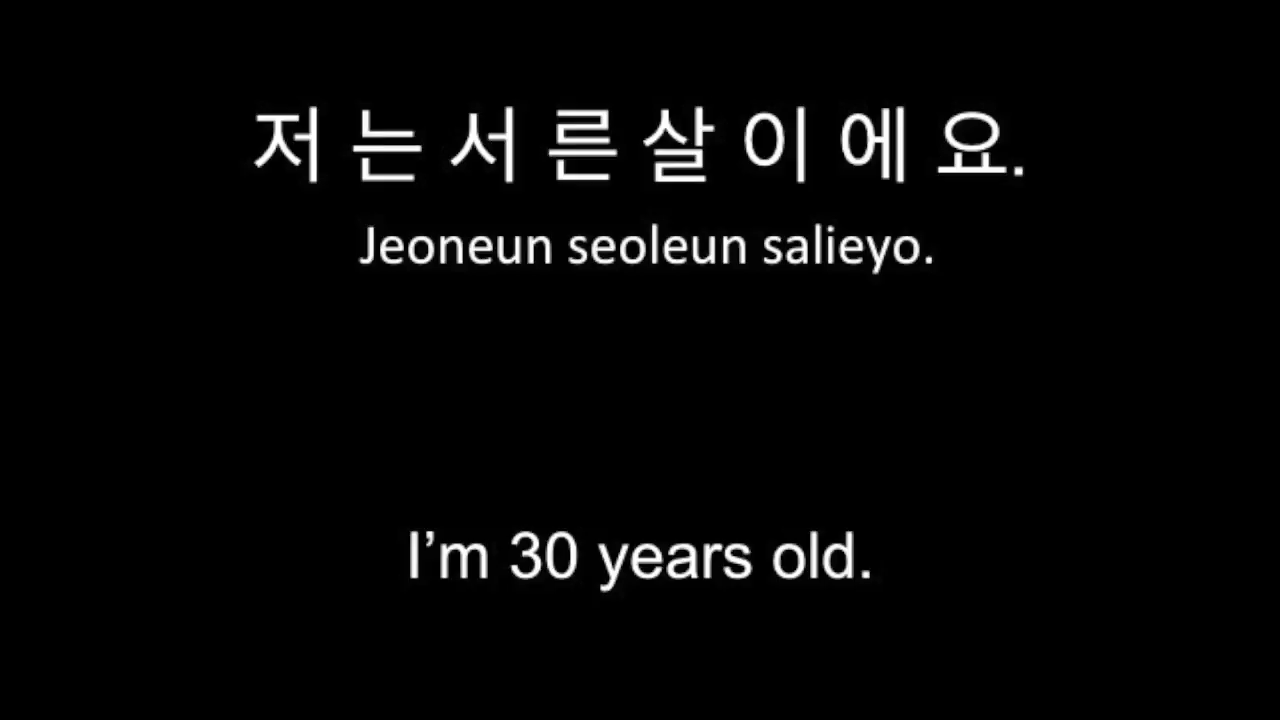 저 는 서 른 살 이 에 요.
Jeoneun seoleun salieyo.
I’m 30 years old.